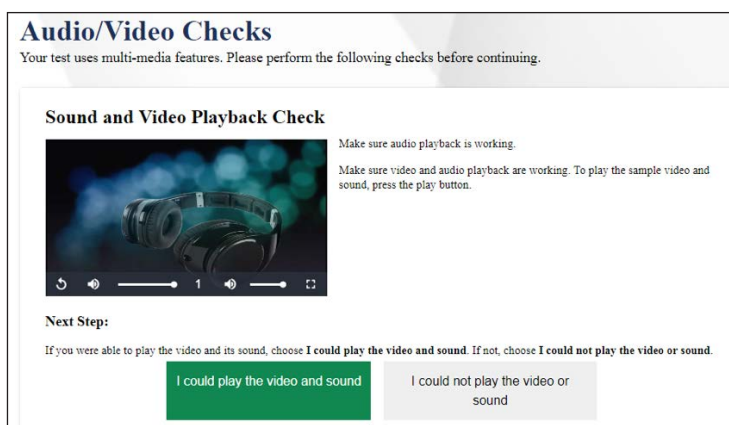 Audio/Video Checks
Your test uses multi-media features. Please perform the following checks before continuing.
Sound and Video Playback Check
Make sure audio playback is working.
Make sure video and audio playback are working. To play the sample video and
sound, press the play button.
1
Next Step:
If you were able to play the video and its sound, choose I could play the video and sound. If not, choose I could not play the video or sound.
I could play the video and sound
I could not play the video or
sound